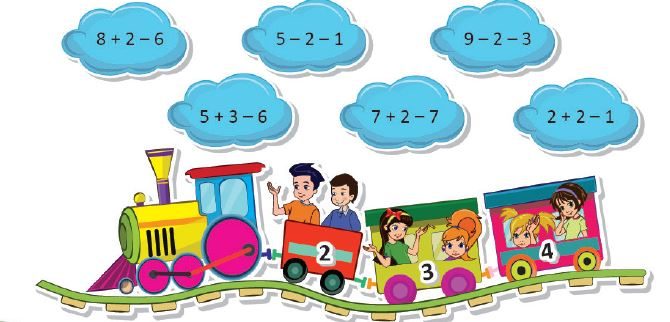 8 + 2 – 6
5 – 2 – 1
9 – 2 – 3
5 + 3 – 6
7 + 2 – 7
2 + 2 – 1
2
3
4